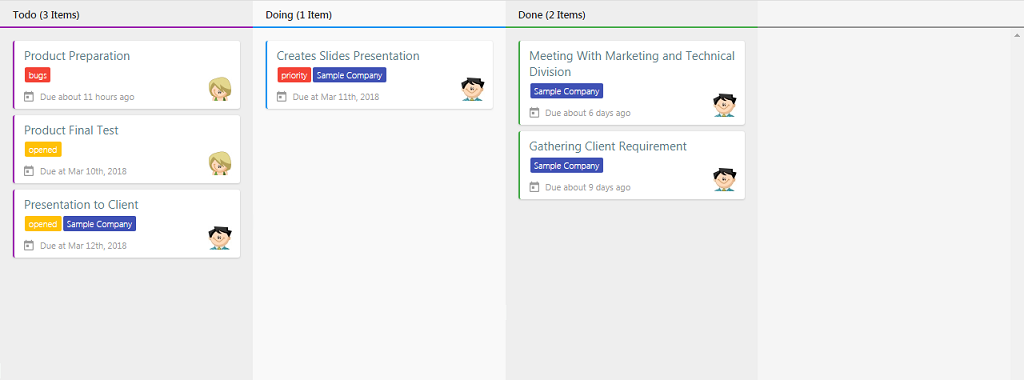 Todo (3 Items)
Product Preparation
bugs
Due about 11 hours ago
Product Final Test
opened
Due at Mar 10th, 2018
Presentation to Client
opened Sample Company
Due at Mar 12th, 2018
Doing (1 Item)
Creates Slides Presentation
priority Sample Company
Due at Mar 11th, 2018
Done (2 Items)
Meeting With Marketing and Technical
Division
Sample Company
Due about 6 days ago
Gathering Client Requirement
Sample Company
Due about 9 days ago